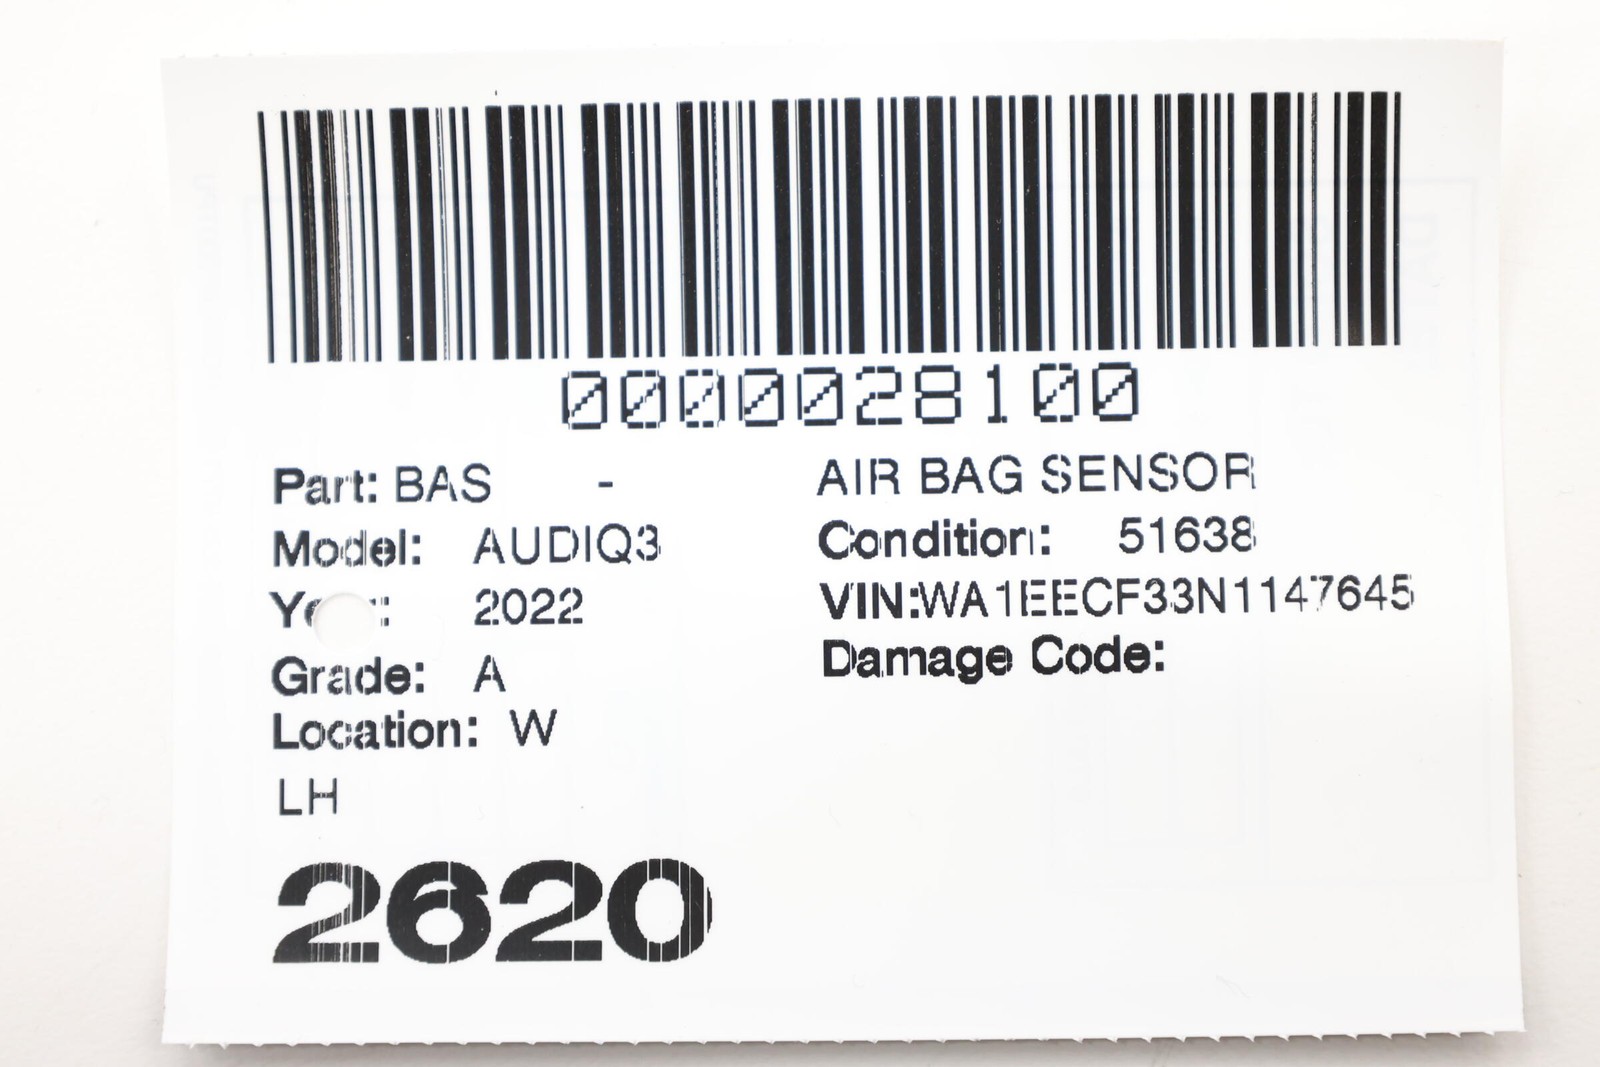 0000028100
Part: BAS - AIR BAG SENSOR
Model: AUDIQ3 Condition: 51638
2022 VIN:WA1EECF33N1147645
Grade: A Damage Code:
Location: W
LH
2620